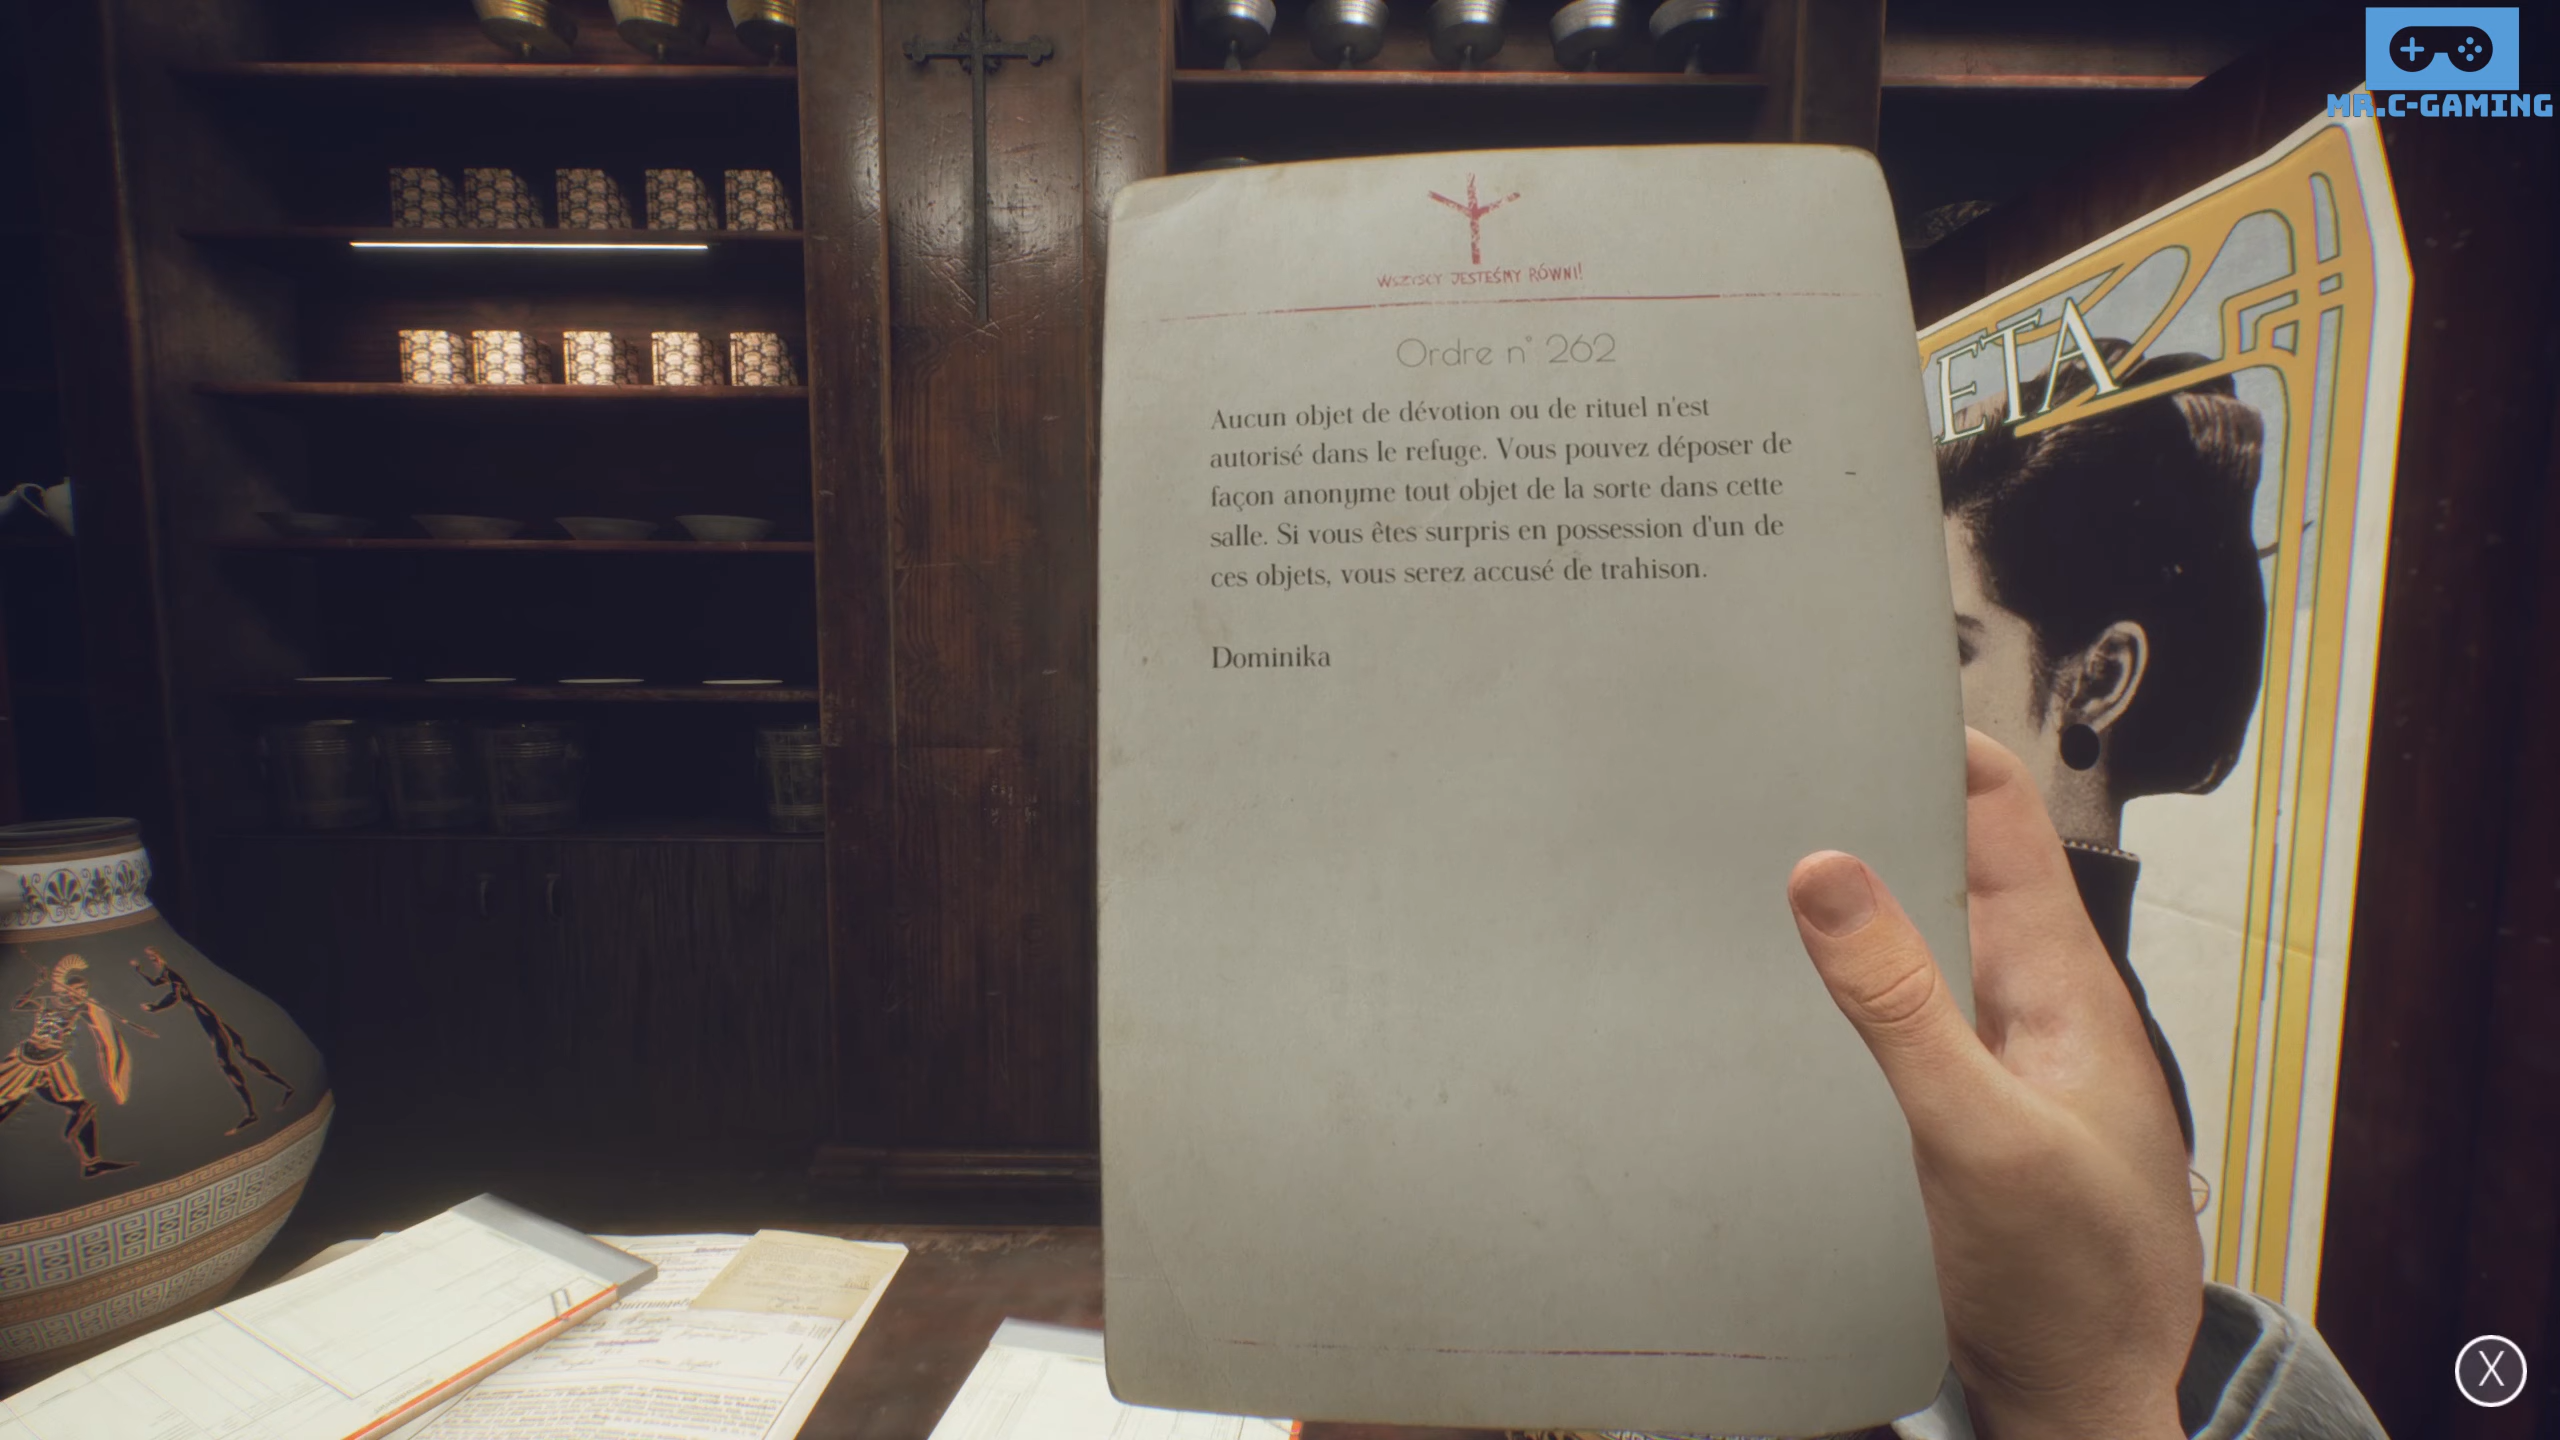 MR.C-GAMING
WSZYSCY JESTEŚMY RÓWNI!
Ordre n° 262
Aucun objet de dévotion ou de rituel n'est
autorisé dans le refuge. Vous pouvez déposer de
façon anonyme tout objet de la sorte dans cette
salle. Si vous êtes surpris en possession d'un de
ces objets, vous serez accusé de trahison.
Dominika
ETA
X